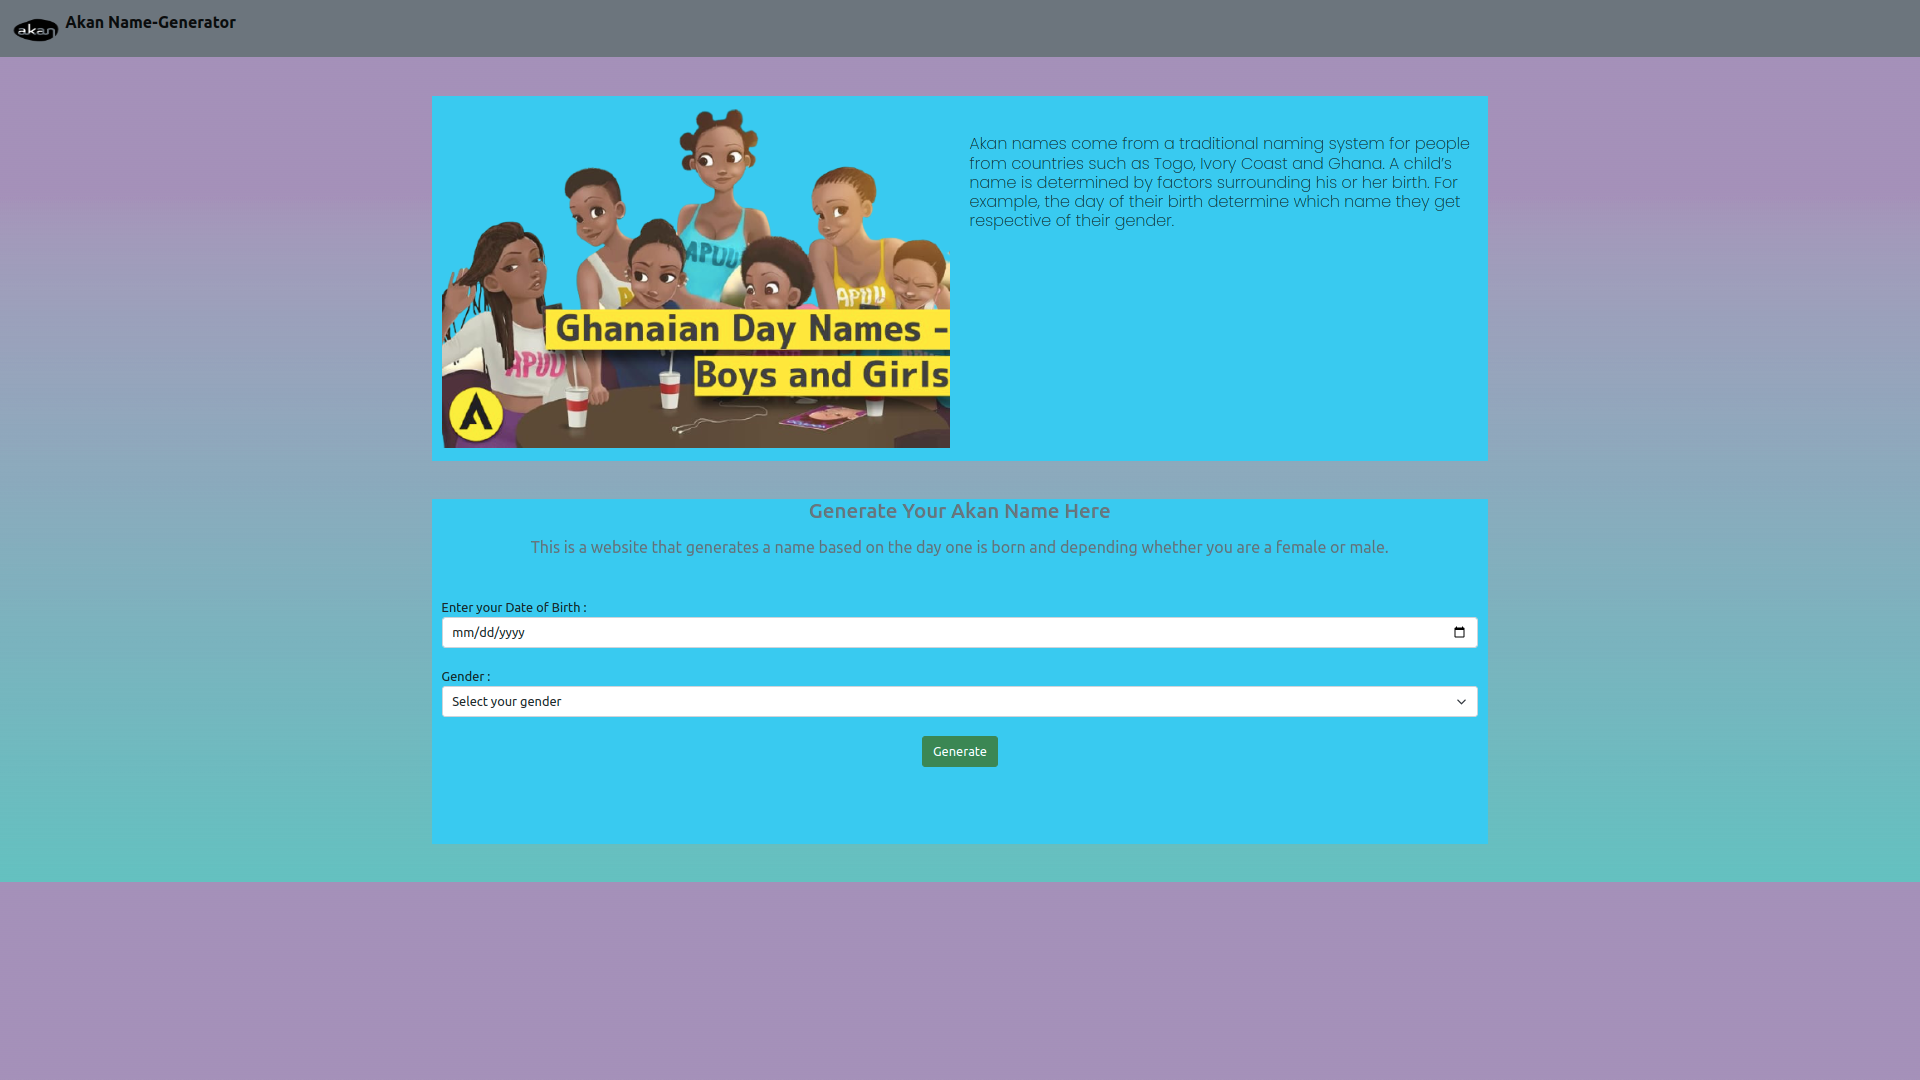 akan
Akan Name-Generator
Akan names come from a traditional naming system for people
from countries such as Togo, Ivory Coast and Ghana. A child's
name is determined by factors surrounding his or her birth. For
example, the day of their birth determine which name they get
respective of their gender.
APUU
APUU
Ghanaian Day Names -
APUU
Boys and Girls
Generate Your Akan Name Here
This is a website that generates a name based on the day one is born and depending whether you are a female or male.
Enter your Date of Birth :
mm/dd/yyyy
Gender :
Select your gender
Generate